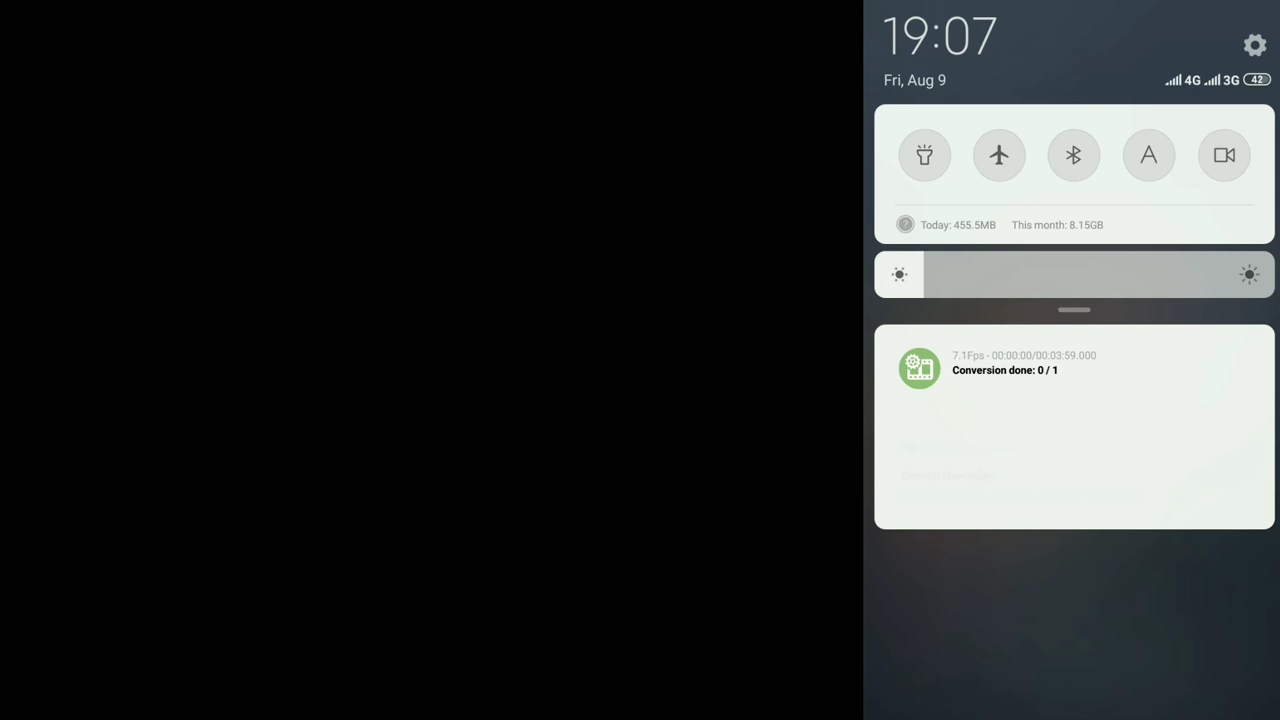 19:07
Fri, Aug 9
4G 3G 42
A
Today: 455.5MB This month: 8.15GB
7.1Fps - 00:00:00/00:03:59.000
Conversion done: 0 / 1